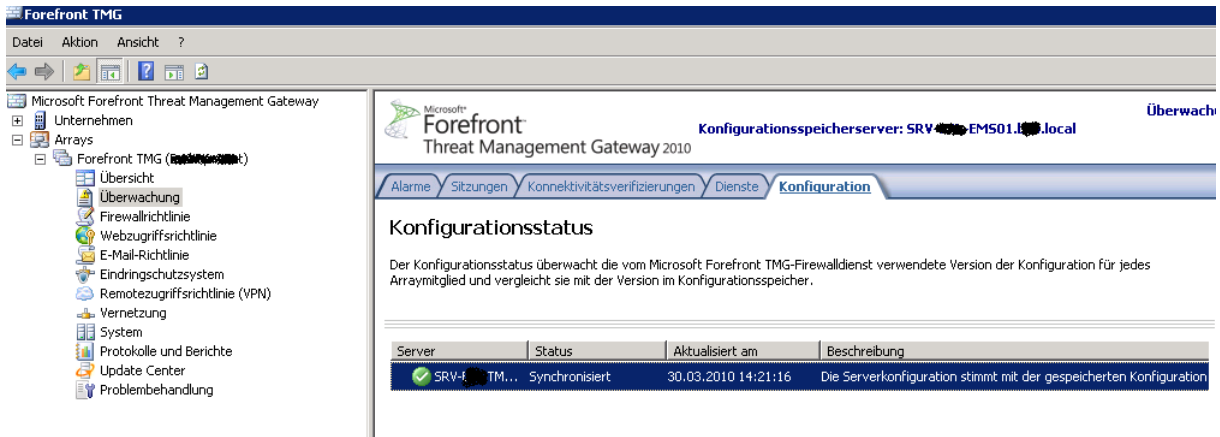 Forefront TMG
Datei Aktion Ansicht ?
Microsoft Forefront Threat Management Gateway
Unternehmen
Arrays
Forefront TMG (
Übersicht
Überwachung
Firewallrichtlinie
Webzugriffsrichtlinie
E-Mail-Richtlinie
Eindringschutzsystem
Remotezugriffsrichtlinie (VPN)
Vernetzung
System
Protokolle und Berichte
Update Center
Problembehandlung
Microsoft
Forefront
Threat Management Gateway 2010
Überwach
Konfigurationsspeicherserver: SRV- -EMS01. .local
Alarme Sitzungen Konnektivitätsverifizierungen Dienste Konfiguration
Konfigurationsstatus
Der Konfigurationsstatus überwacht die vom Microsoft Forefront TMG-Firewalldienst verwendete Version der Konfiguration für jedes
Arraymitglied und vergleicht sie mit der Version im Konfigurationsspeicher.
Server Status Aktualisiert am Beschreibung
SRV- TM... Synchronisiert 30.03.2010 14:21:16 Die Serverkonfiguration stimmt mit der gespeicherten Konfiguration